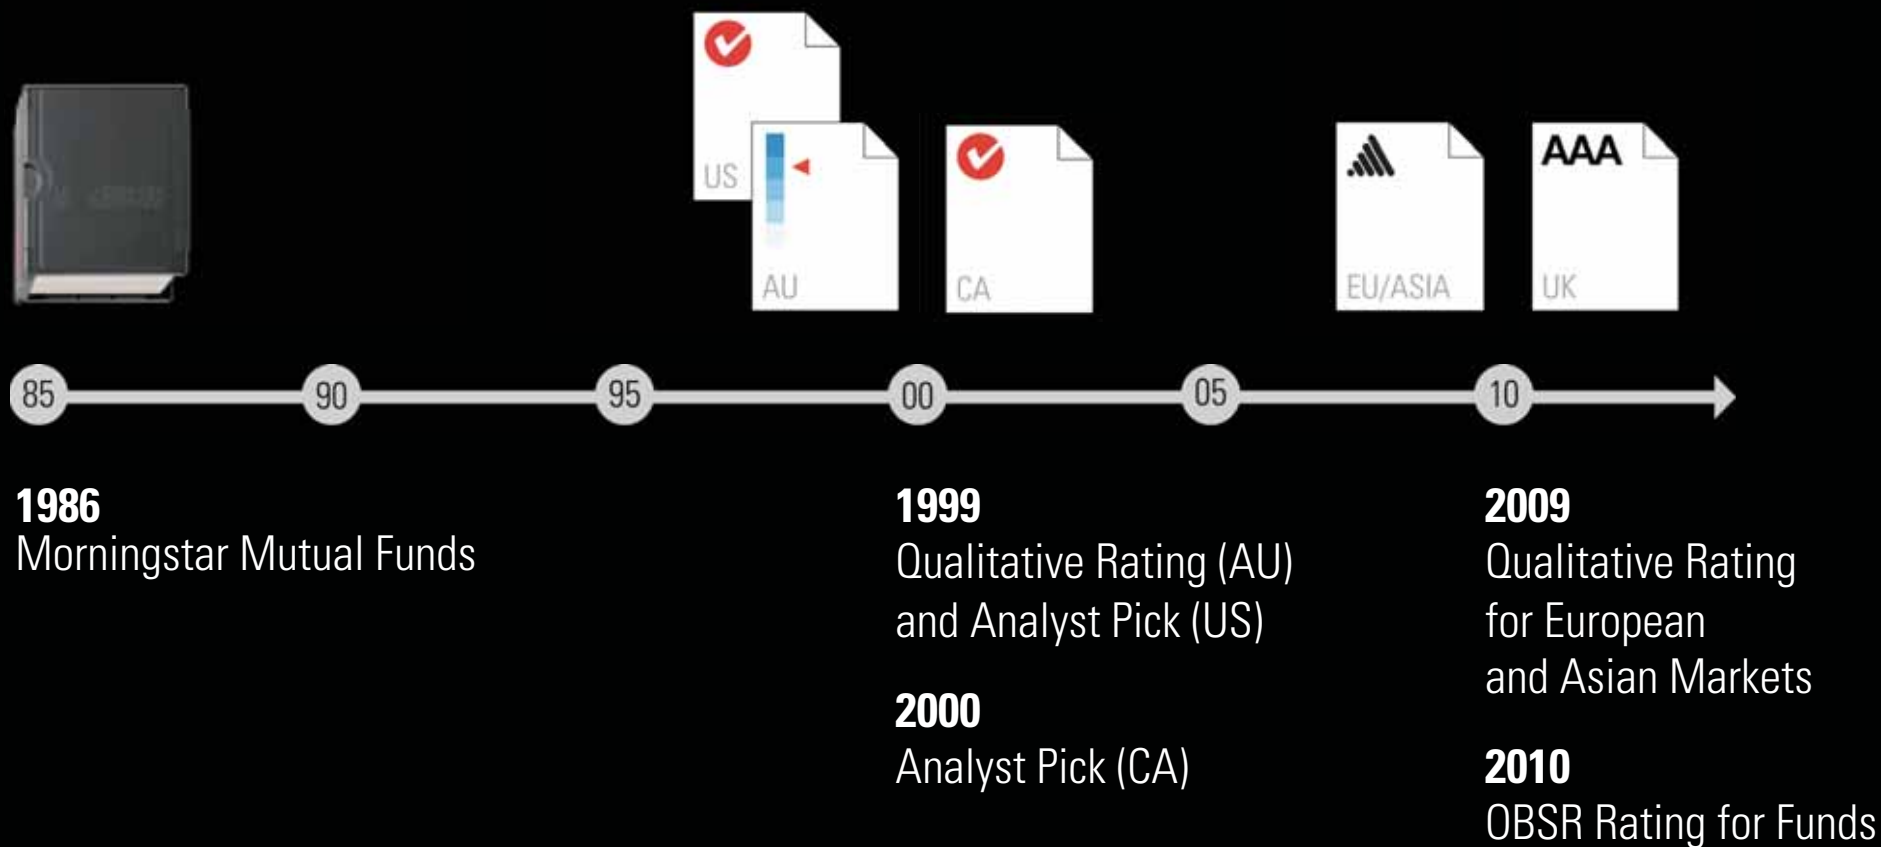 US
AU
CA
EU/ASIA
AAA
UK
85
90
95
00
05
10
1986
Morningstar Mutual Funds
1999
Qualitative Rating (AU)
and Analyst Pick (US)
2000
Analyst Pick (CA)
2009
Qualitative Rating
for European
and Asian Markets
2010
OBSR Rating for Funds